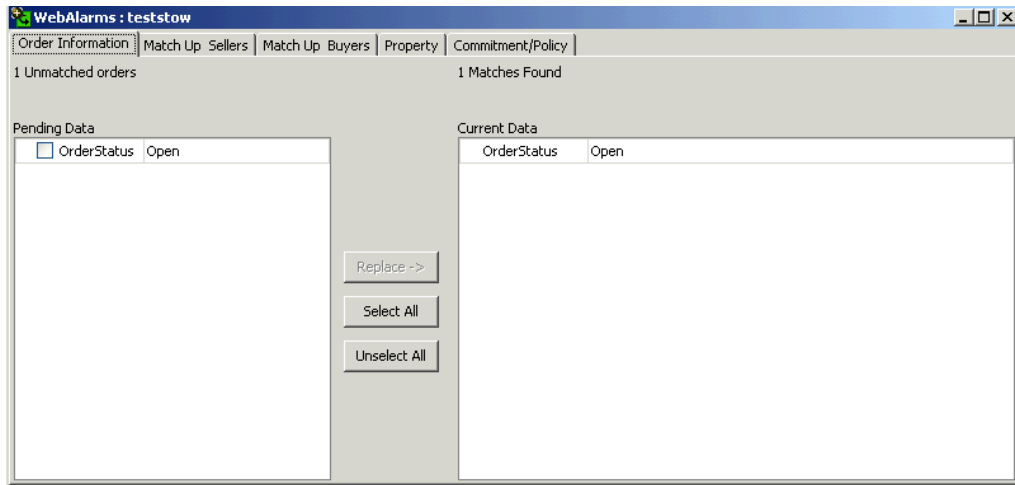 WebAlarms : teststow
Order Information Match Up Sellers Match Up Buyers Property Commitment/Policy
1 Unmatched orders 1 Matches Found
Pending Data Current Data
OrderStatus Open OrderStatus Open
Replace ->
Select All
Unselect All